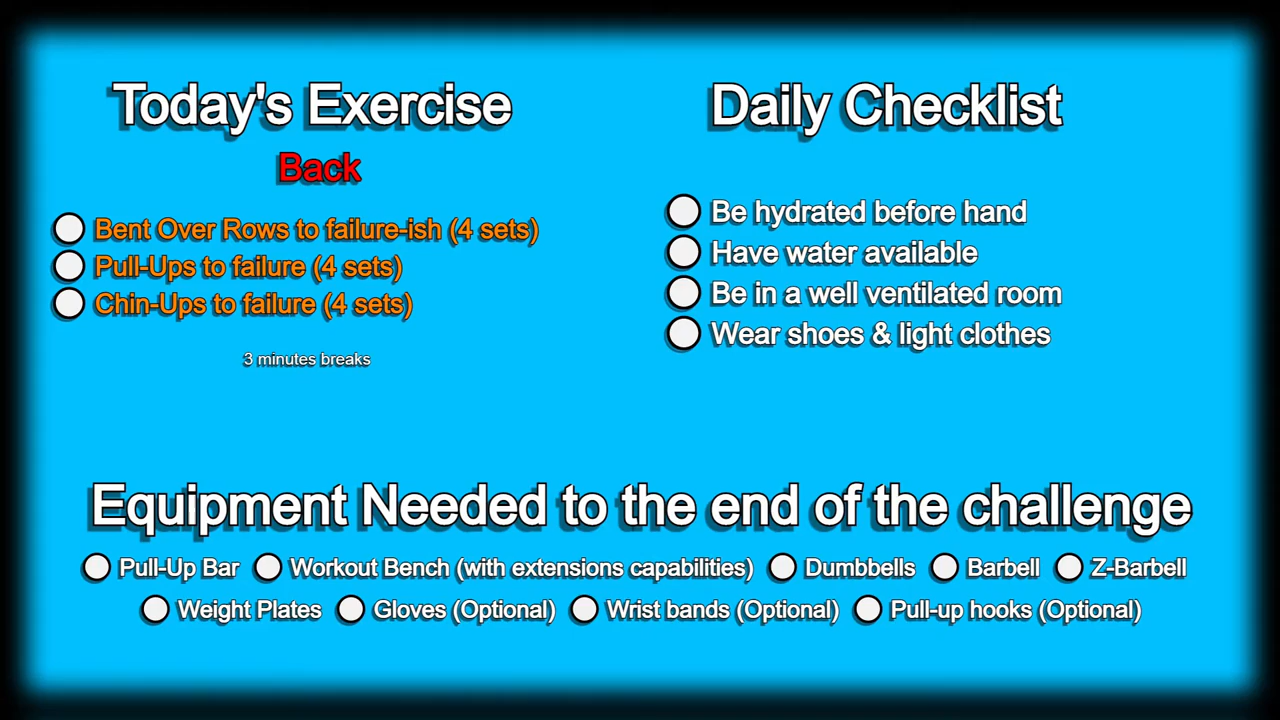 Today's Exercise
Back
Bent Over Rows to failure-ish (4 sets)
Pull-Ups to failure (4 sets)
Chin-Ups to failure (4 sets)
3 minutes breaks
Daily Checklist
Be hydrated before hand
Have water available
Be in a well ventilated room
Wear shoes & light clothes
Equipment Needed to the end of the challenge
Pull-Up Bar Workout Bench (with extensions capabilities) Dumbbells Barbell Z-Barbell
Weight Plates Gloves (Optional) Wrist bands (Optional) Pull-up hooks (Optional)